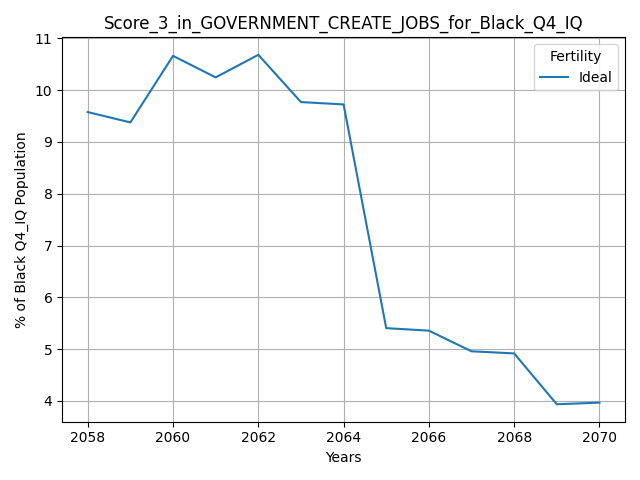 Score_3_in_GOVERNMENT_CREATE_JOBS_for_Black_Q4_IQ
Fertility
Ideal
% of Black Q4_IQ Population
11
10
9
8
7
6
5
4
2058 2060 2062 2064 2066 2068 2070
Years